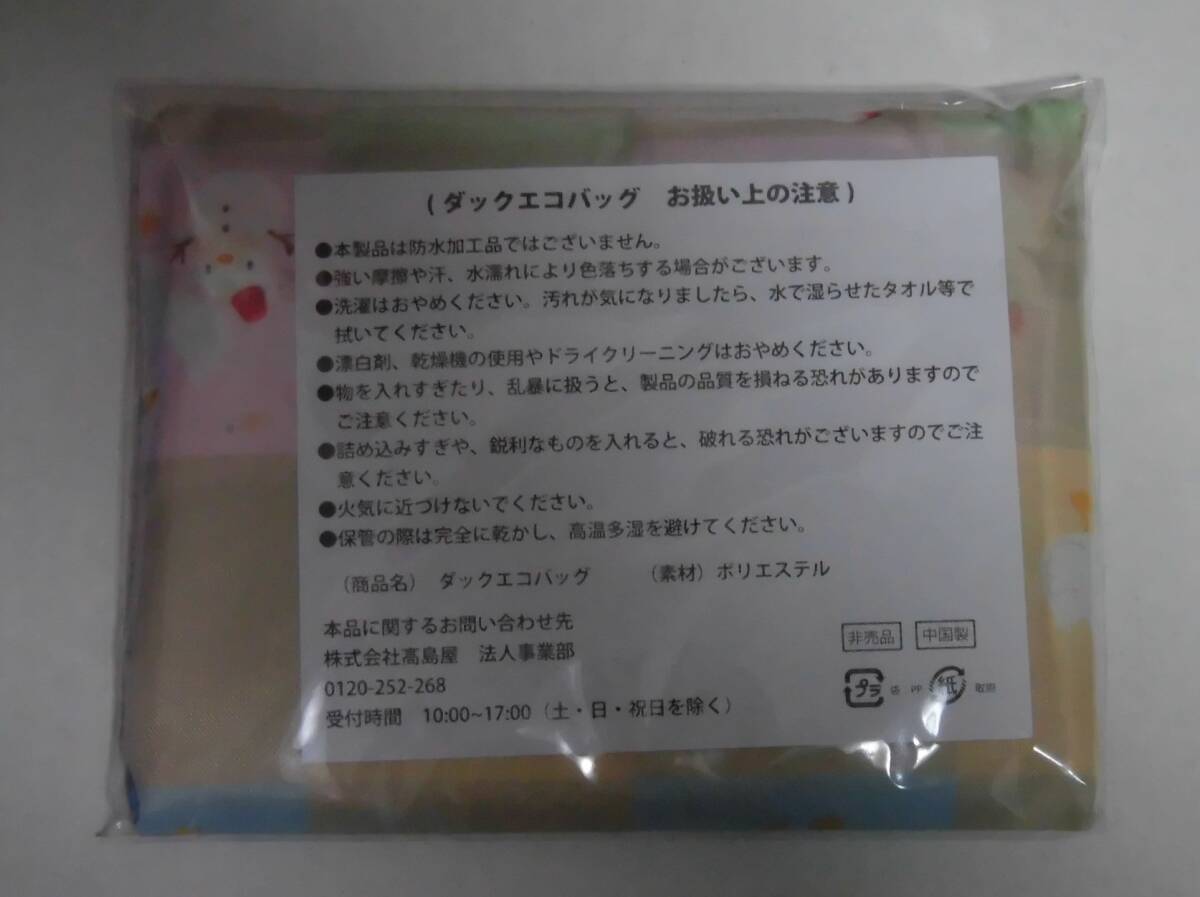 ( ダックエコバッグ　お扱い上の注意 )
●本製品は防水加工品ではございません。
●強い摩擦や汗、水濡れにより色落ちする場合がございます。
●洗濯はおやめください。汚れが気になりましたら、水で湿らせたタオル等で
拭いてください。
●漂白剤、乾燥機の使用やドライクリーニングはおやめください。
●物を入れすぎたり、乱暴に扱うと、製品の品質を損ねる恐れがありますので
ご注意ください。
●詰め込みすぎや、鋭利なものを入れると、破れる恐れがございますのでご注
意ください。
●火気に近づけないでください。
●保管の際は完全に乾かし、高温多湿を避けてください。
（商品名）　ダックエコバッグ　　　（素材）ポリエステル
本品に関するお問い合わせ先
株式会社高島屋　法人事業部
0120-252-268
受付時間　10:00~17:00（土・日・祝日を除く）
非売品　中国製
プラ 袋：PP 紙 取説